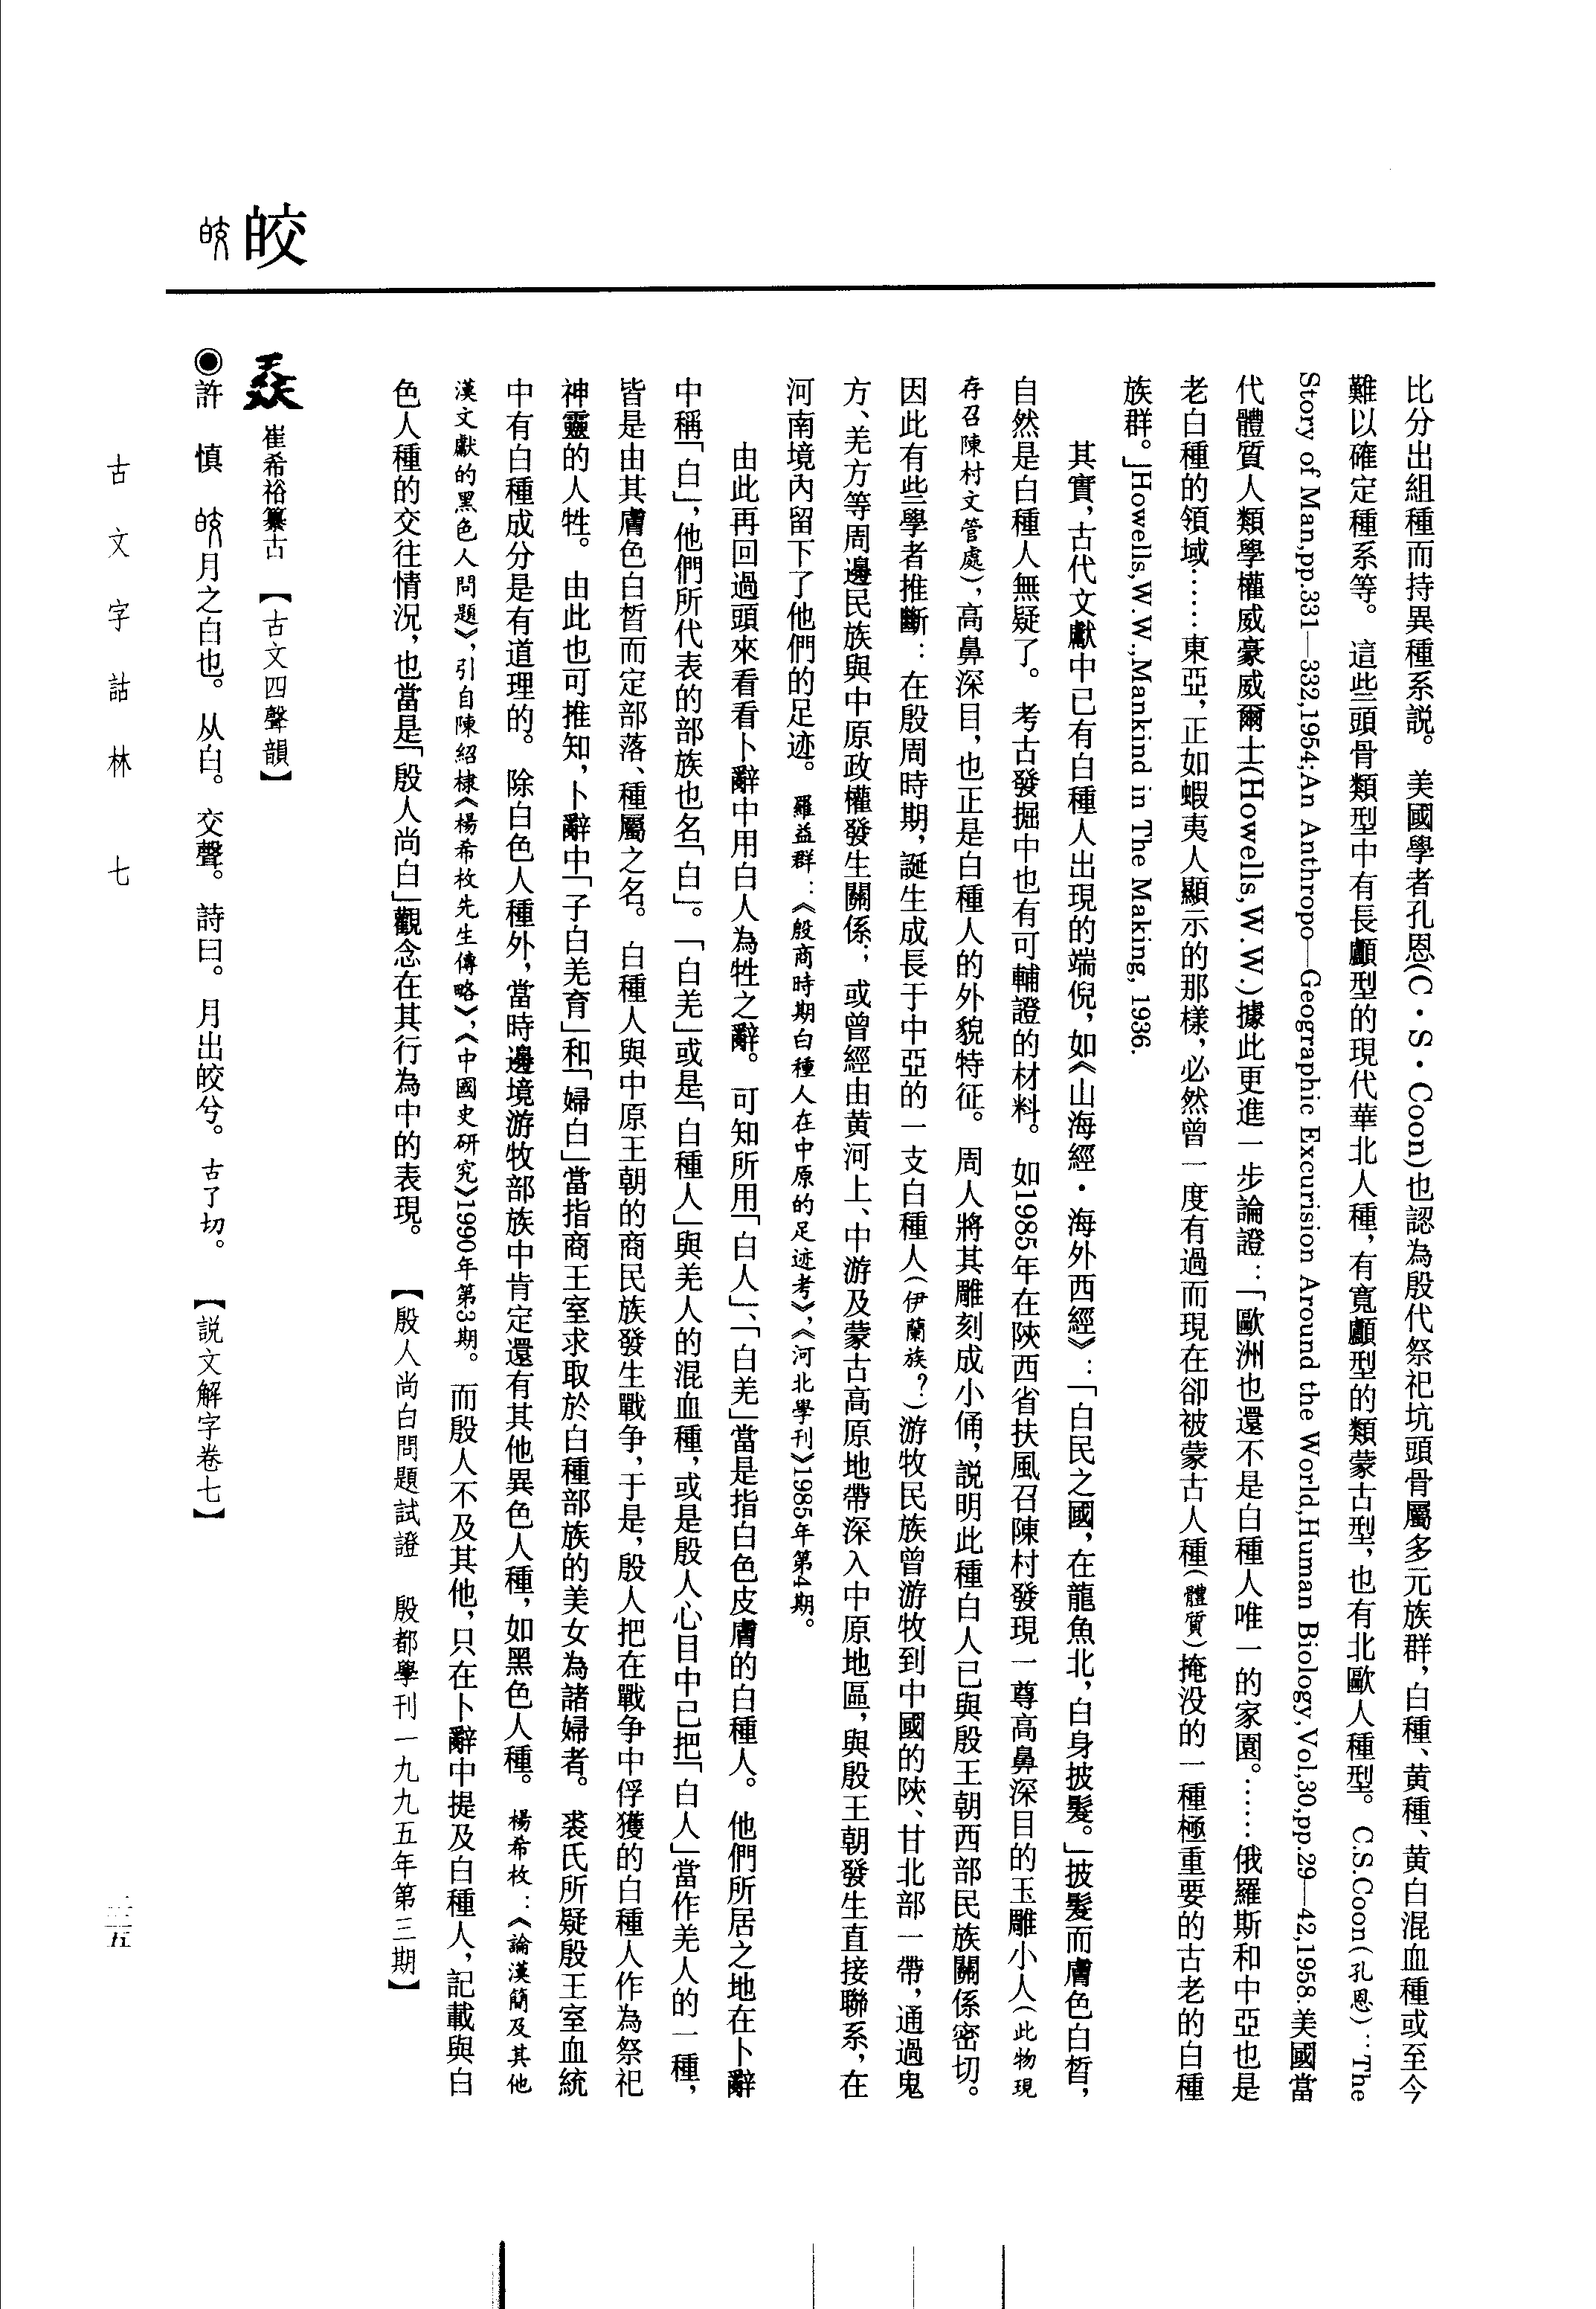 比分出組種而持異種系説。美國學者孔恩(C·S·Coon)也認為殷代祭祀坑頭骨屬多元族群，白種、黄種、黄白混血種或至今
難以確定種系等。這些頭骨類型中有長顱型的現代華北人種，有寬顱型的類蒙古型，也有北歐人種型。C.S.Coon(孔恩)：The
Story of Man,pp.331—332,1954;An Anthropo—Geographic Excurision Around the World,Human Biology,Vol,30,pp.29—42,1958.美國當
代體質人類學權威豪威爾士(Howells,W.W.)據此更進一步論證：「歐洲也還不是白種人唯一的家園。……俄羅斯和中亞也是
老白種的領域……東亞，正如蝦夷人顯示的那樣，必然曾一度有過而現在卻被蒙古人種(體質)掩没的一種極重要的古老的白種
族群。」Howells,W.W.,Mankind in The Making, 1936.
其實，古代文獻中已有白種人出現的端倪，如《山海經·海外西經》：「白民之國，在龍魚北，白身披髮。」披髮而膚色白晳，
自然是白種人無疑了。考古發掘中也有可輔證的材料。如1985年在陝西省扶風召陳村發現一尊高鼻深目的玉雕小人(此物現
存召陳村文管處)，高鼻深目，也正是白種人的外貌特征。周人將其雕刻成小俑，説明此種白人已與殷王朝西部民族關係密切。
因此有些學者推斷：在殷周時期，誕生成長于中亞的一支白種人(伊蘭族？)游牧民族曾游牧到中國的陝、甘北部一帶，通過鬼
方、羌方等周邊民族與中原政權發生關係；或曾經由黄河上、中游及蒙古高原地帶深入中原地區，與殷王朝發生直接聯系，在
河南境內留下了他們的足迹。羅益群：《殷商時期白種人在中原的足迹考》，《河北學刊》1985年第4期。
由此再回過頭來看看卜辭中用白人為牲之辭。可知所用「白人」、「白羌」當是指白色皮膚的白種人。他們所居之地在卜辭
中稱「白」，他們所代表的部族也名「白」。「白羌」或是「白種人」與羌人的混血種，或是殷人心目中已把「白人」當作羌人的一種，
皆是由其膚色白晳而定部落、種屬之名。白種人與中原王朝的商民族發生戰争，于是，殷人把在戰争中俘獲的白種人作為祭祀
神靈的人牲。由此也可推知，卜辭中「子白羌育」和「婦白」當指商王室求取於白種部族的美女為諸婦者。裘氏所疑殷王室血統
中有白種成分是有道理的。除白色人種外，當時邊境游牧部族中肯定還有其他異色人種，如黑色人種。楊希枚：《論漢簡及其他
漢文獻的黑色人問題》，引自陳紹棣《楊希枚先生傳略》，《中國史研究》1990年第3期。而殷人不及其他，只在卜辭中提及白種人，記載與白
色人種的交往情況，也當是「殷人尚白」觀念在其行為中的表現。【殷人尚白問題試證　殷都學刊一九九五年第三期】
皎
崔希裕纂古　【古文四聲韻】
◉許　慎　月之白也。从白。交聲。詩曰。月出皎兮。古了切。【説文解字卷七】
古文字詁林　七